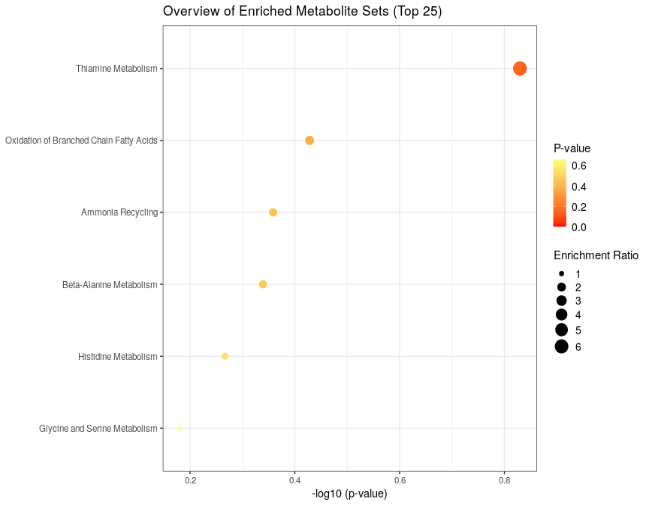 Overview of Enriched Metabolite Sets (Top 25)
Thiamine Metabolism
Oxidation of Branched Chain Fatty Acids
Ammonia Recycling
Beta-Alanine Metabolism
Histidine Metabolism
Glycine and Serine Metabolism
0.2 0.4 0.6 0.8
-log10 (p-value)
P-value
0.6
0.4
0.2
0.0
Enrichment Ratio
1
2
3
4
5
6